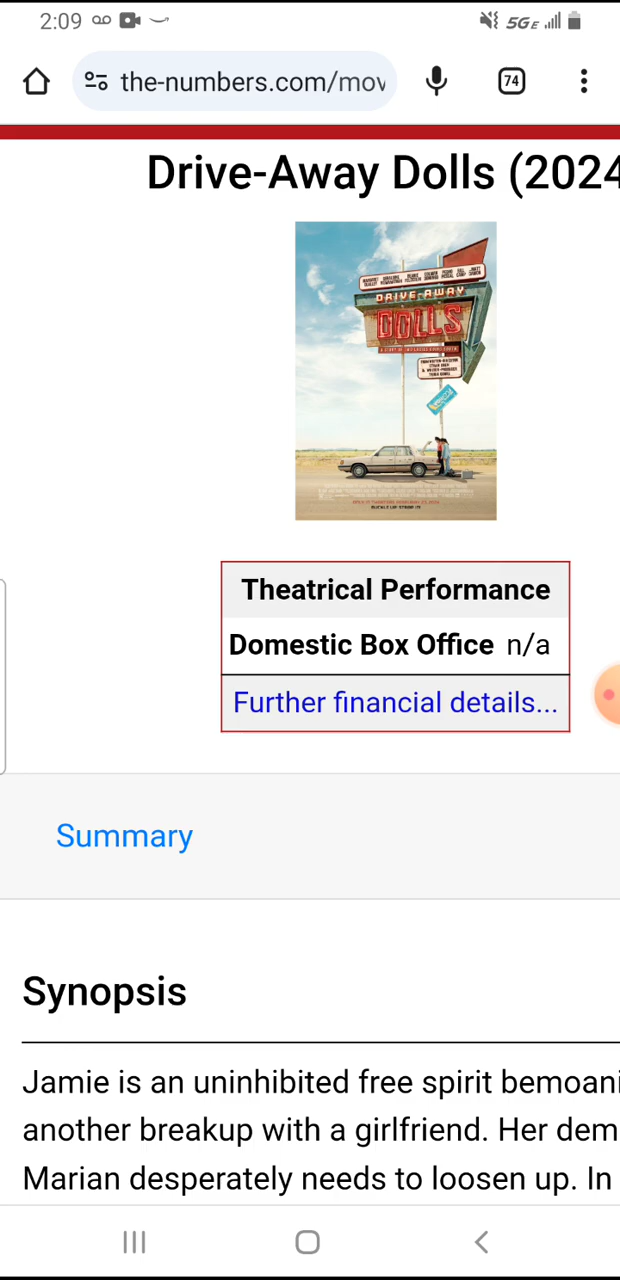 2:09 5GE
the-numbers.com/mov 74
Drive-Away Dolls (2024
DRIVE-AWAY
DOLLS
Theatrical Performance
Domestic Box Office n/a
Further financial details...
Summary
Synopsis
Jamie is an uninhibited free spirit bemoani
another breakup with a girlfriend. Her dem
Marian desperately needs to loosen up. In